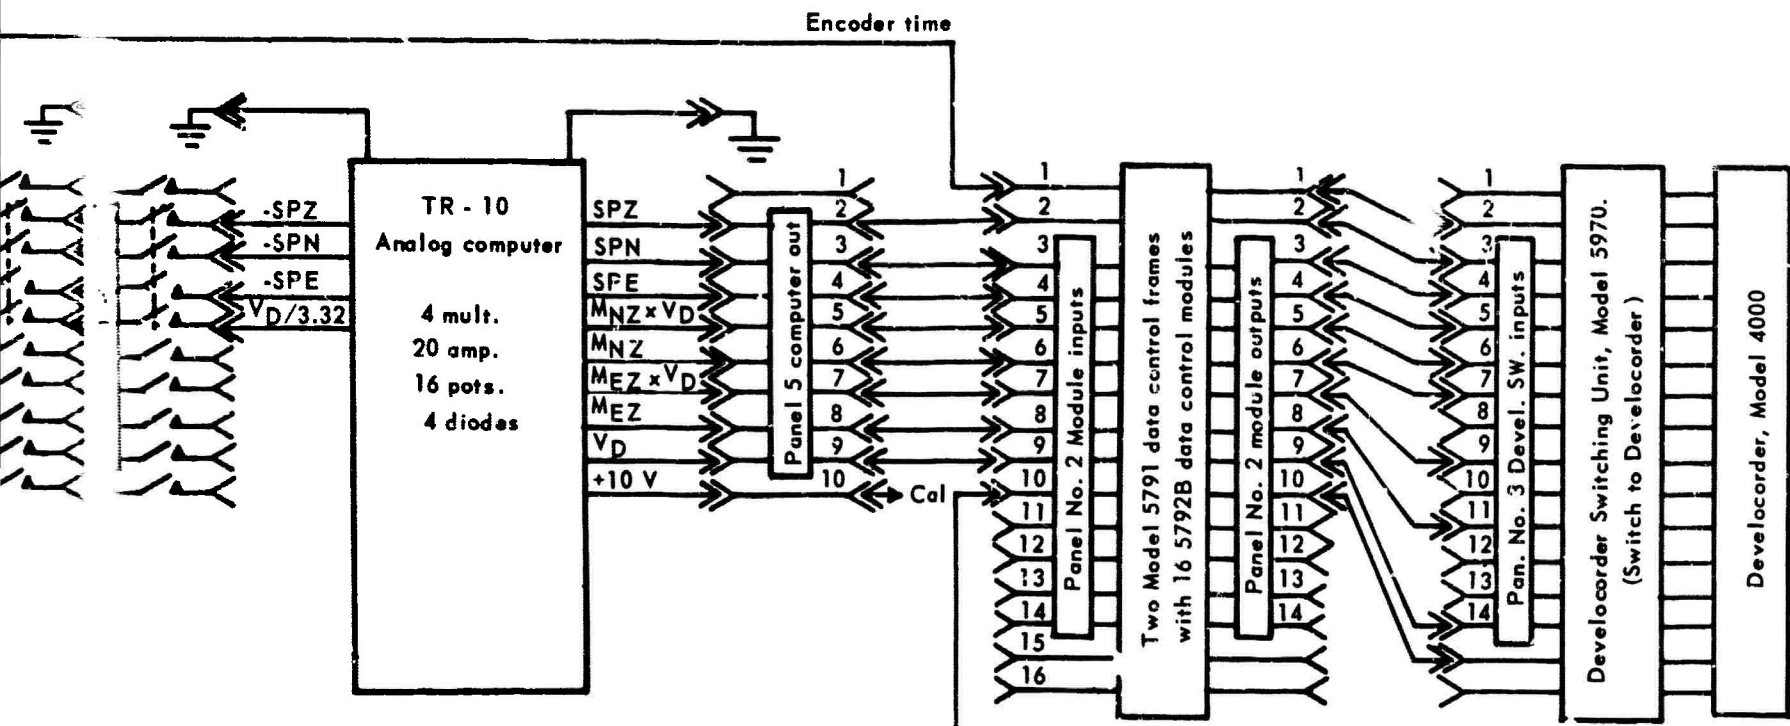 Encoder time
-SPZ
-SPN
-SPE
VD/3.32
TR - 10
Analog computer
4 mult.
20 amp.
16 pots.
4 diodes
SPZ
SPN
SPE
MNZ x VD
MNZ
MEZ x VD
MEZ
VD
+10 V
Panel 5 computer out
1
2
3
4
5
6
7
8
9
10
Cal
1
2
3
4
5
6
7
8
9
10
11
12
13
14
15
16
Panel No. 2 Module inputs
Two Model 5791 data control frames
with 16 5792B data control modules
Panel No. 2 module outputs
1
2
3
4
5
6
7
8
9
10
11
12
13
14
1
2
3
4
5
6
7
8
9
10
11
12
13
14
Pan. No. 3 Devel. SW. inputs
Develocorder Switching Unit, Model 5970.
(Switch to Develocorder)
Develocorder, Model 4000